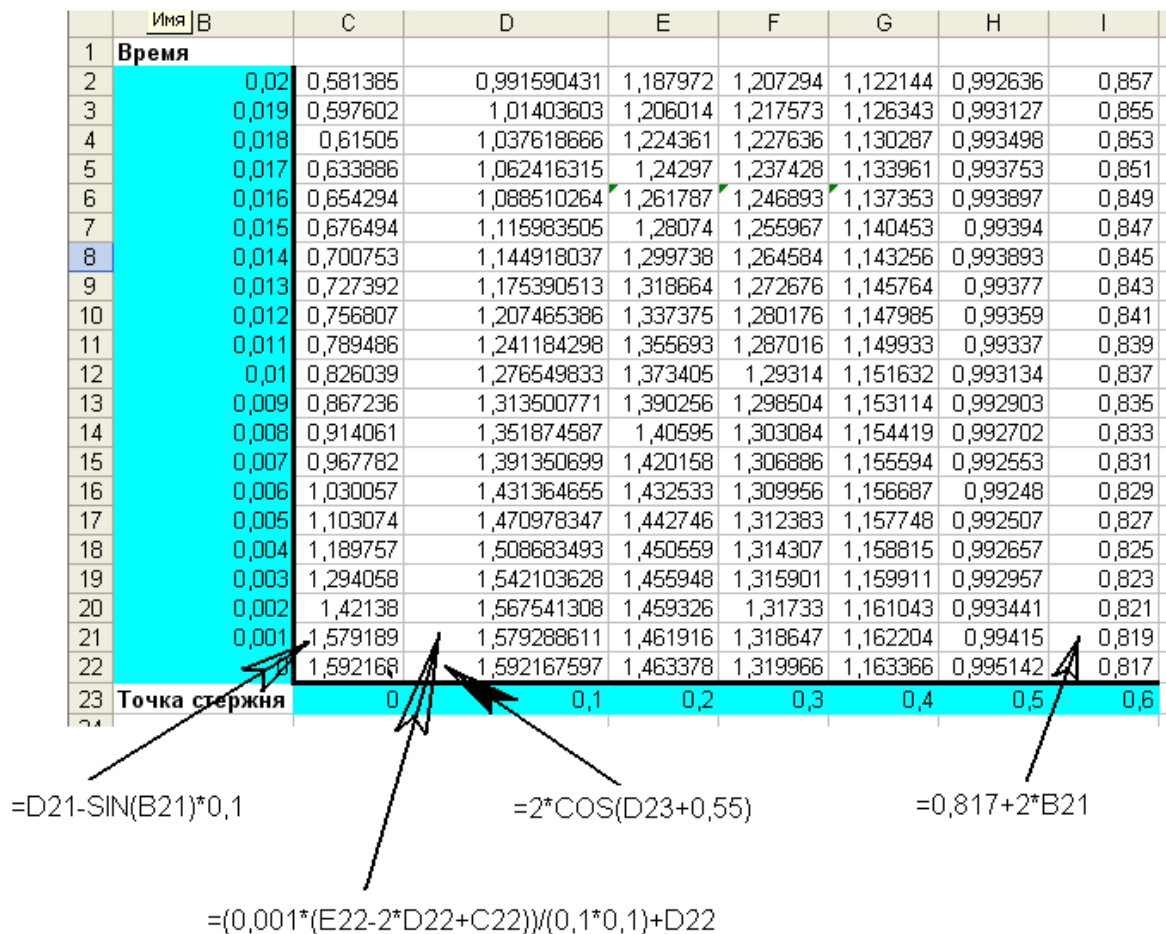 Имя B C D E F G H I
1 Время
2 0,02 0,581385 0,991590431 1,187972 1,207294 1,122144 0,992636 0,857
3 0,019 0,597602 1,01403603 1,206014 1,217573 1,126343 0,993127 0,855
4 0,018 0,61505 1,037618666 1,224361 1,227636 1,130287 0,993498 0,853
5 0,017 0,633886 1,062416315 1,24297 1,237428 1,133961 0,993753 0,851
6 0,016 0,654294 1,088510264 1,261787 1,246893 1,137353 0,993897 0,849
7 0,015 0,676494 1,115983505 1,28074 1,255967 1,140453 0,99394 0,847
8 0,014 0,700753 1,144918037 1,299738 1,264584 1,143256 0,993893 0,845
9 0,013 0,727392 1,175390513 1,318664 1,272676 1,145764 0,99377 0,843
10 0,012 0,756807 1,207465386 1,337375 1,280176 1,147985 0,99359 0,841
11 0,011 0,789486 1,241184298 1,355693 1,287016 1,149933 0,99337 0,839
12 0,01 0,826039 1,276549833 1,373405 1,29314 1,151632 0,993134 0,837
13 0,009 0,867236 1,313500771 1,390256 1,298504 1,153114 0,992903 0,835
14 0,008 0,914061 1,351874587 1,40595 1,303084 1,154419 0,992702 0,833
15 0,007 0,967782 1,391350699 1,420158 1,306886 1,155594 0,992553 0,831
16 0,006 1,030057 1,431364655 1,432533 1,309956 1,156687 0,99248 0,829
17 0,005 1,103074 1,470978347 1,442746 1,312383 1,157748 0,992507 0,827
18 0,004 1,189757 1,508683493 1,450559 1,314307 1,158815 0,992657 0,825
19 0,003 1,294058 1,542103628 1,455948 1,315901 1,159911 0,992957 0,823
20 0,002 1,42138 1,567541308 1,459326 1,31733 1,161043 0,993441 0,821
21 0,001 1,579189 1,579288611 1,461916 1,318647 1,162204 0,99415 0,819
22 0 1,592168 1,592167597 1,463378 1,319966 1,163366 0,995142 0,817
23 Точка стержня 0 0,1 0,2 0,3 0,4 0,5 0,6
=D21-SIN(B21)*0,1 =2*COS(D23+0,55) =0,817+2*B21
=(0,001*(E22-2*D22+C22))/(0,1*0,1)+D22